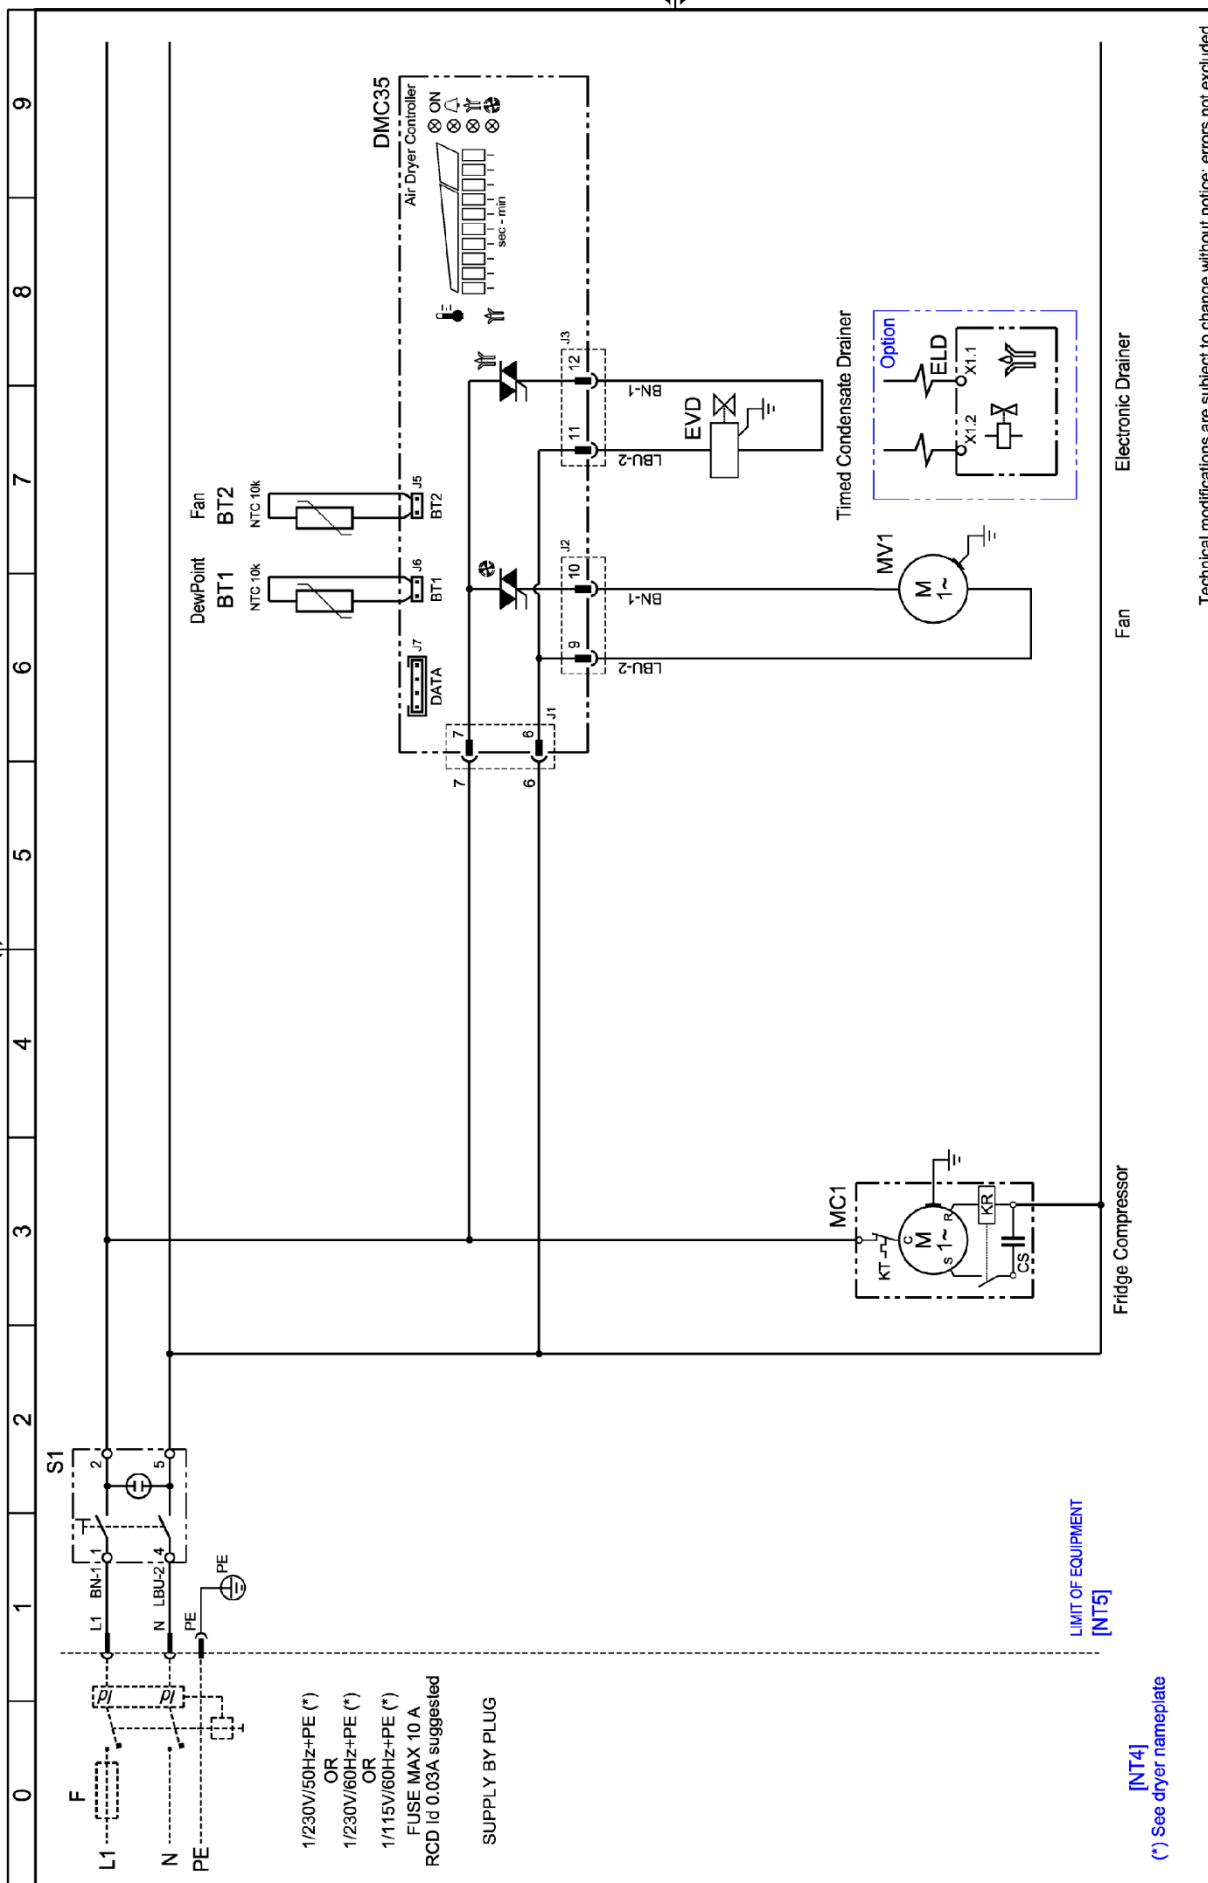 0 1 2 3 4 5 6 7 8 9
F
L1
N
PE
Id
Id
L1 BN-1
N LBU-2
PE
PE
S1
1 2
4 5
1/230V/50Hz+PE (*)
OR
1/230V/60Hz+PE (*)
OR
1/115V/60Hz+PE (*)
FUSE MAX 10 A
RCD Id 0.03A suggested
SUPPLY BY PLUG
DewPoint
BT1
NTC 10k
Fan
BT2
NTC 10k
DMC35
Air Dryer Controller
ON
sec - min
J7
DATA
J6
BT1
J5
BT2
7 7
6 6
J1
J2
9 10
LBU-2
BN-1
J3
11 12
LBU-2
BN-1
EVD
Timed Condensate Drainer
MV1
M
1~
Option
ELD
X1.2
X1.1
MC1
KT
C
M
1~
S
R
KR
CS
Fridge Compressor
Fan
Electronic Drainer
LIMIT OF EQUIPMENT
[NT5]
[NT4]
(*) See dryer nameplate
Technical modifications are subject to change without notice; errors not excluded